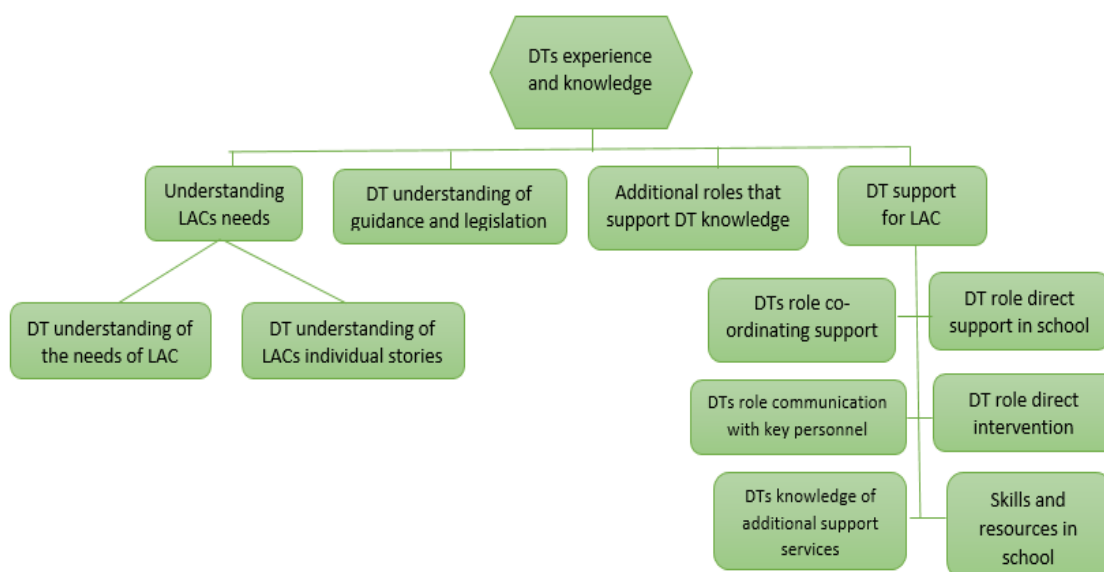 DTs experience
and knowledge
Understanding
LACs needs
DT understanding of
guidance and legislation
Additional roles that
support DT knowledge
DT support
for LAC
DT understanding of
the needs of LAC
DT understanding of
LACs individual stories
DTs role co-
ordinating support
DT role direct
support in school
DTs role communication
with key personnel
DT role direct
intervention
DTs knowledge of
additional support
services
Skills and
resources in
school